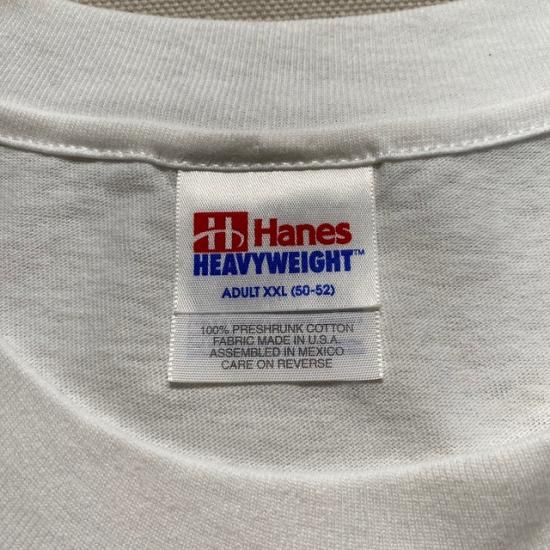 Hanes
HEAVYWEIGHT™
ADULT XXL (50-52)
100% PRESHRUNK COTTON
FABRIC MADE IN U.S.A.
ASSEMBLED IN MEXICO
CARE ON REVERSE